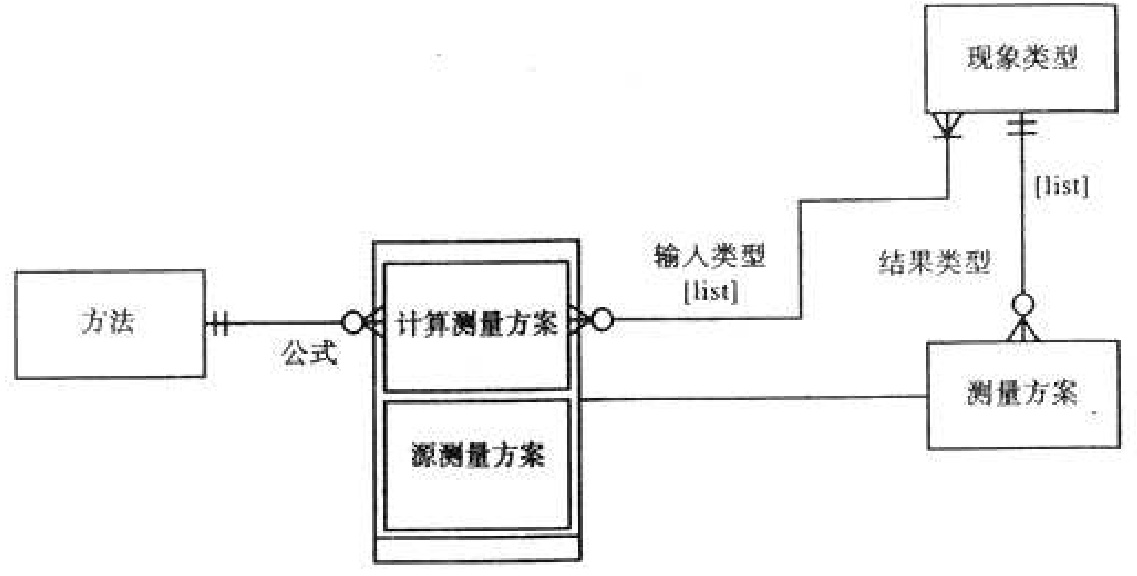 现象类型
[list]
输入类型
[list]
结果类型
方法
公式
计算测量方案
测量方案
源测量方案